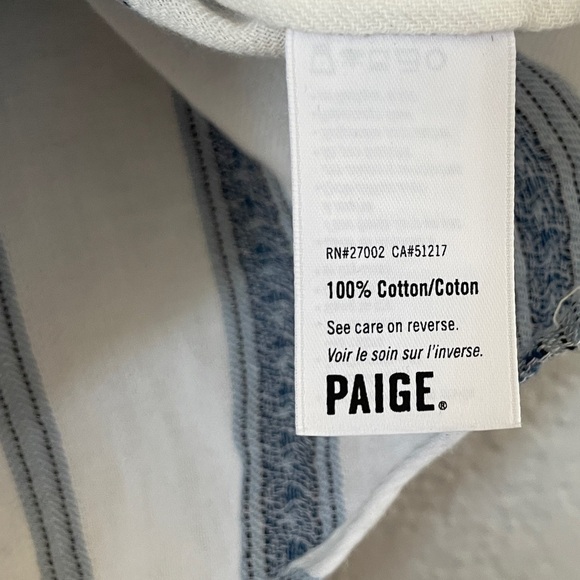 RN#27002 CA#51217
100% Cotton/Coton
See care on reverse.
Voir le soin sur l'inverse.
PAIGE®